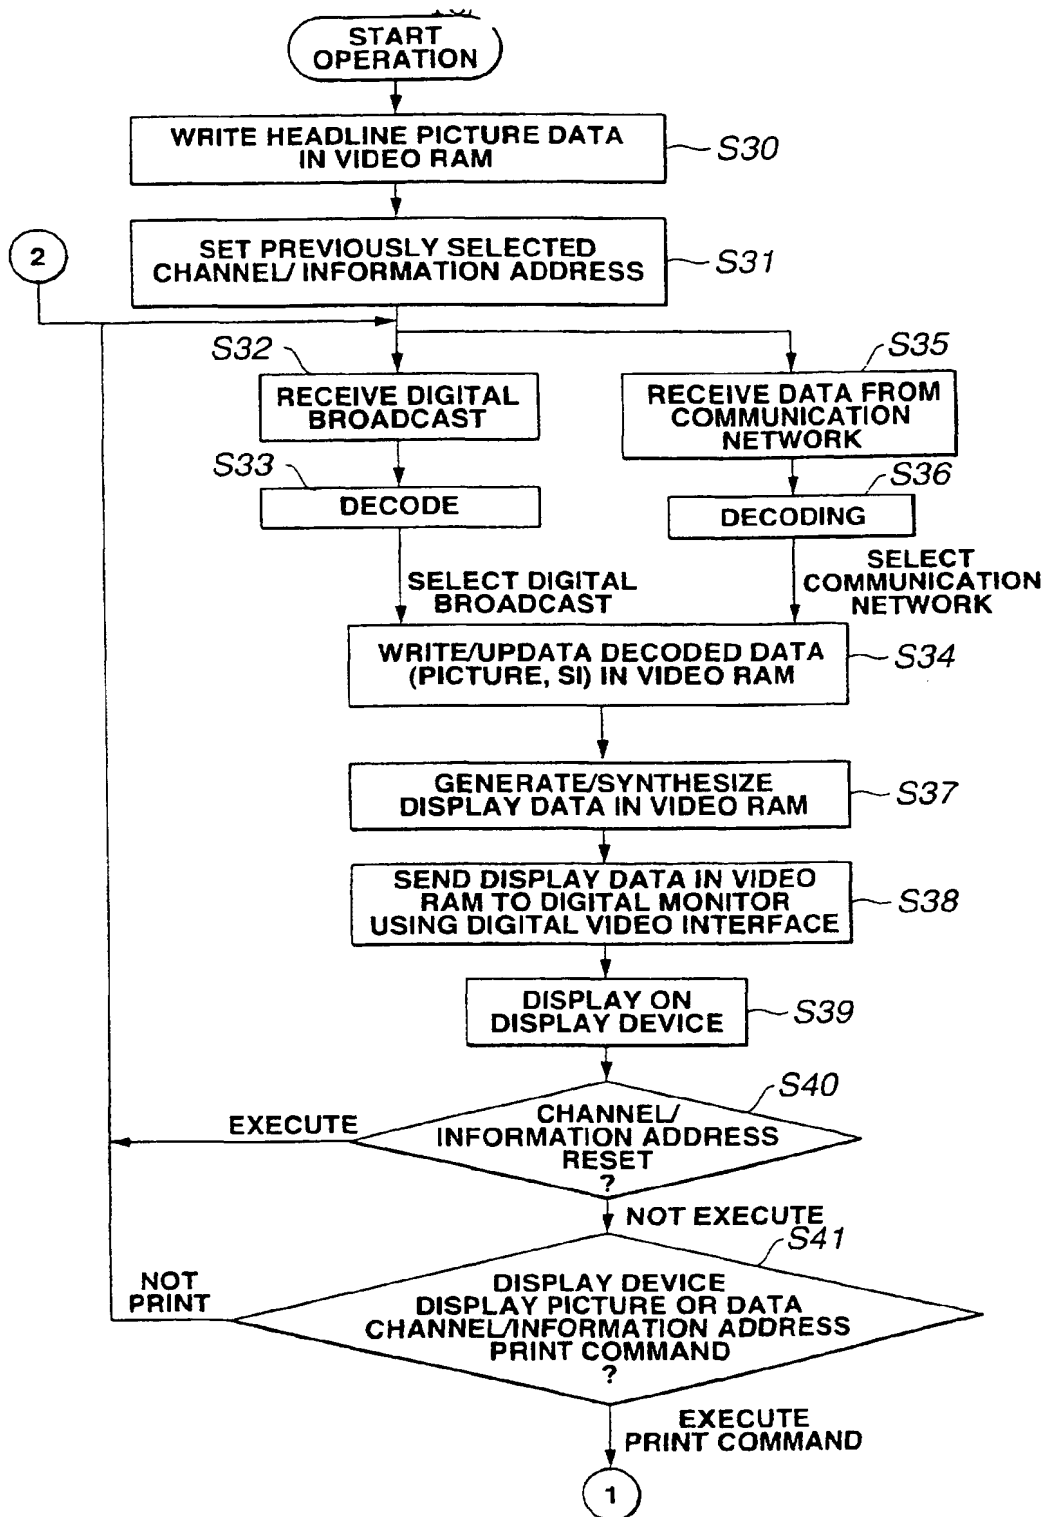 START
OPERATION
WRITE HEADLINE PICTURE DATA
IN VIDEO RAM
S30
SET PREVIOUSLY SELECTED
CHANNEL/ INFORMATION ADDRESS
S31
2
S32
RECEIVE DIGITAL
BROADCAST
S35
RECEIVE DATA FROM
COMMUNICATION
NETWORK
S33
DECODE
S36
DECODING
SELECT DIGITAL
BROADCAST
SELECT
COMMUNICATION
NETWORK
WRITE/UPDATA DECODED DATA
(PICTURE, SI) IN VIDEO RAM
S34
GENERATE/SYNTHESIZE
DISPLAY DATA IN VIDEO RAM
S37
SEND DISPLAY DATA IN VIDEO
RAM TO DIGITAL MONITOR
USING DIGITAL VIDEO INTERFACE
S38
DISPLAY ON
DISPLAY DEVICE
S39
S40
CHANNEL/
INFORMATION ADDRESS
RESET
?
EXECUTE
NOT EXECUTE
S41
DISPLAY DEVICE
DISPLAY PICTURE OR DATA
CHANNEL/INFORMATION ADDRESS
PRINT COMMAND
?
NOT
PRINT
EXECUTE
PRINT COMMAND
1